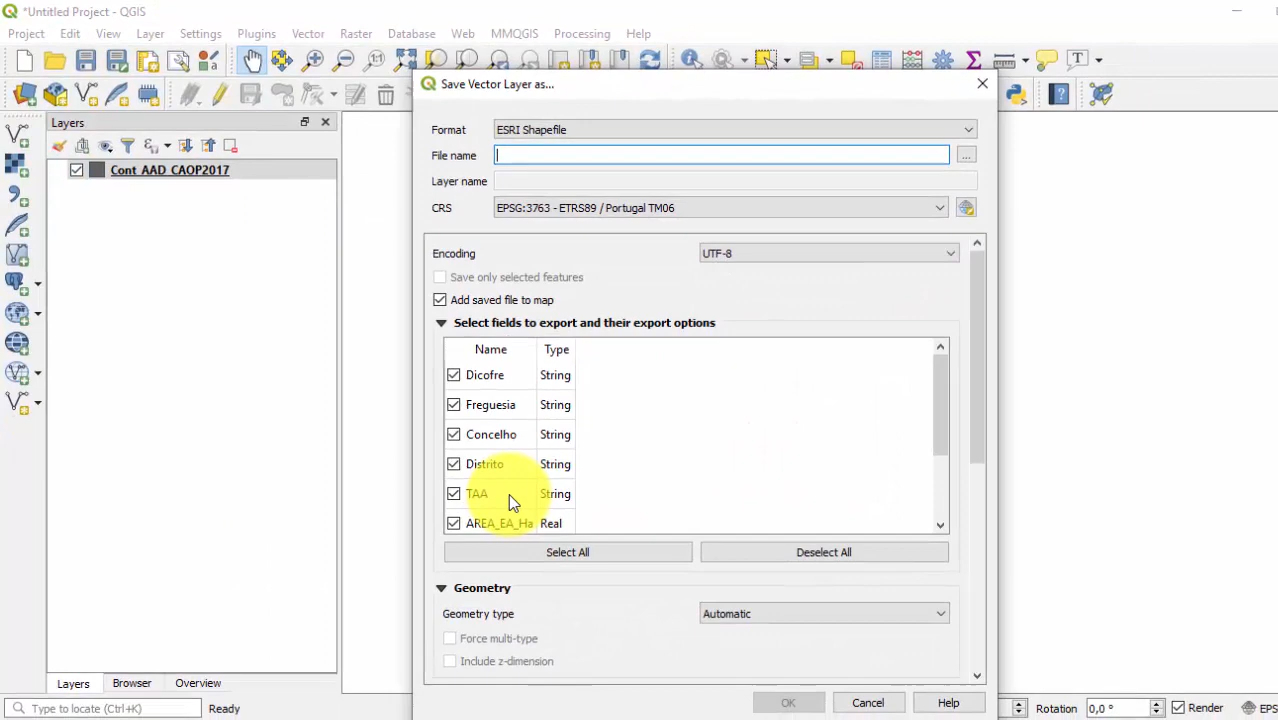 *Untitled Project - QGIS
Project Edit View Layer Settings Plugins Vector Raster Database Web MMQGIS Processing Help
Save Vector Layer as...
Layers
Cont_AAD_CAOP2017
Format ESRI Shapefile
File name
...
Layer name
CRS EPSG:3763 - ETRS89 / Portugal TM06
Encoding UTF-8
Save only selected features
Add saved file to map
Select fields to export and their export options
Name Type
Dicofre String
Freguesia String
Concelho String
Distrito String
TAA String
AREA_EA_Ha Real
Select All Deselect All
Geometry
Geometry type Automatic
Force multi-type
Include z-dimension
OK Cancel Help
Layers Browser Overview
Type to locate (Ctrl+K) Ready Rotation 0,0 ° Render EPS